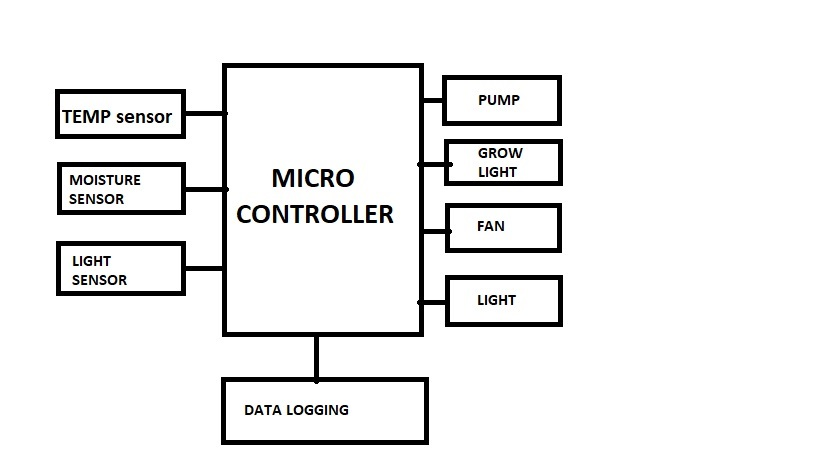 TEMP sensor
MOISTURE
SENSOR
LIGHT
SENSOR
MICRO
CONTROLLER
PUMP
GROW
LIGHT
FAN
LIGHT
DATA LOGGING